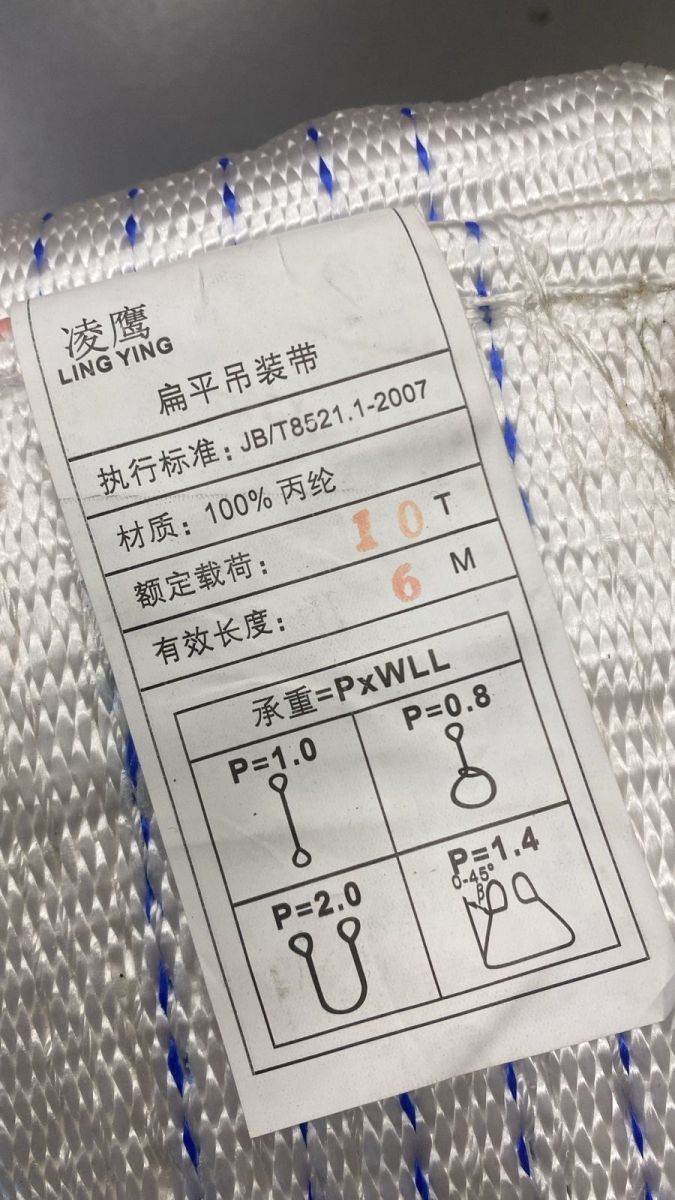 凌鹰
LING YING
扁平吊装带
执行标准：JB/T8521.1-2007
材质：100% 丙纶
额定载荷： 10 T
有效长度： 6 M
承重=PxWLL
P=1.0
P=0.8
P=2.0
P=1.4
0-45°
β